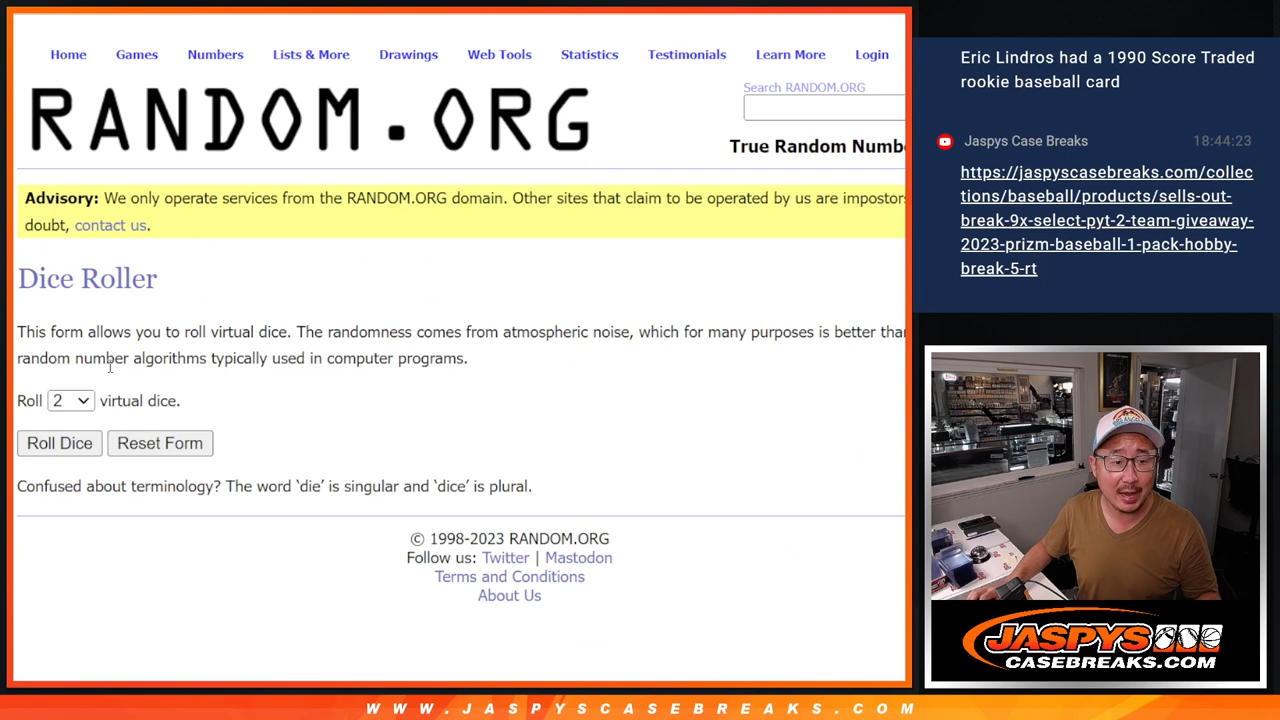 Home Games Numbers Lists & More Drawings Web Tools Statistics Testimonials Learn More Login
RANDOM.ORG
Search RANDOM.ORG
True Random Numb
Advisory: We only operate services from the RANDOM.ORG domain. Other sites that claim to be operated by us are impostors
doubt, contact us.
Dice Roller
This form allows you to roll virtual dice. The randomness comes from atmospheric noise, which for many purposes is better than
random number algorithms typically used in computer programs.
Roll 2 virtual dice.
Roll Dice Reset Form
Confused about terminology? The word ‘die’ is singular and ‘dice’ is plural.
© 1998-2023 RANDOM.ORG
Follow us: Twitter | Mastodon
Terms and Conditions
About Us
Eric Lindros had a 1990 Score Traded
rookie baseball card
Jaspys Case Breaks 18:44:23
https://jaspyscasebreaks.com/collec
tions/baseball/products/sells-out-
break-9x-select-pyt-2-team-giveaway-
2023-prizm-baseball-1-pack-hobby-
break-5-rt
JASPYS
CASEBREAKS.COM
WWW.JASPYSCASEBREAKS.COM